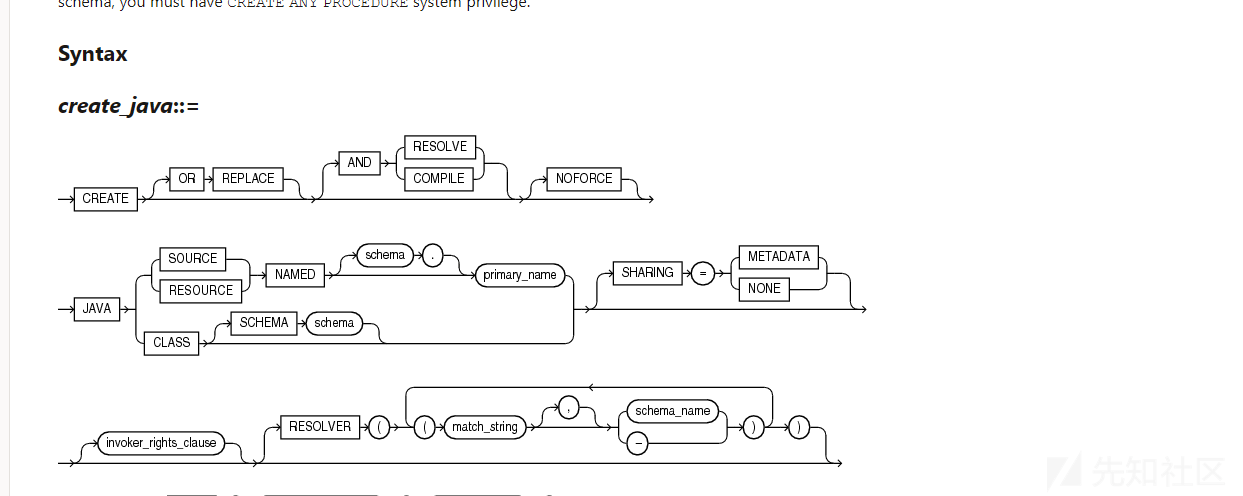 schema, you must have CREATE ANY PROCEDURE system privilege.
Syntax
create_java::=
CREATE OR REPLACE AND RESOLVE COMPILE NOFORCE
JAVA SOURCE RESOURCE NAMED schema . primary_name CLASS SCHEMA schema SHARING = METADATA NONE
invoker_rights_clause RESOLVER ( ( match_string , schema_name – ) )
先知社区